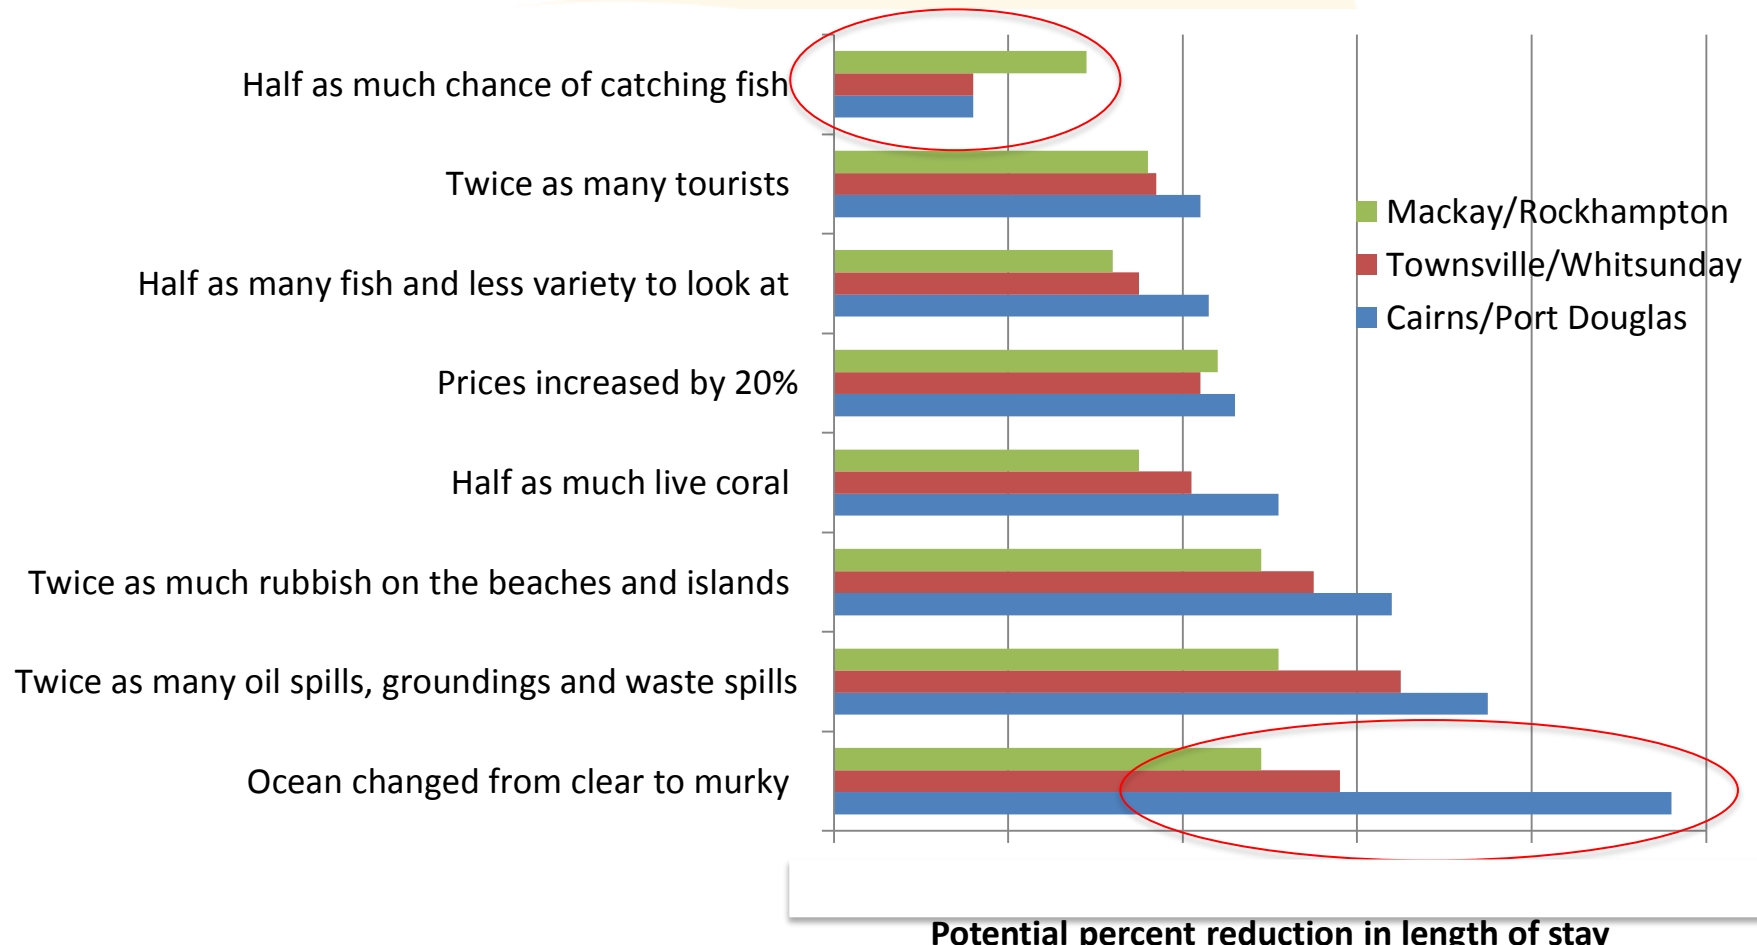 Half as much chance of catching fish
Twice as many tourists
Half as many fish and less variety to look at
Prices increased by 20%
Half as much live coral
Twice as much rubbish on the beaches and islands
Twice as many oil spills, groundings and waste spills
Ocean changed from clear to murky
Mackay/Rockhampton
Townsville/Whitsunday
Cairns/Port Douglas
Potential percent reduction in length of stay